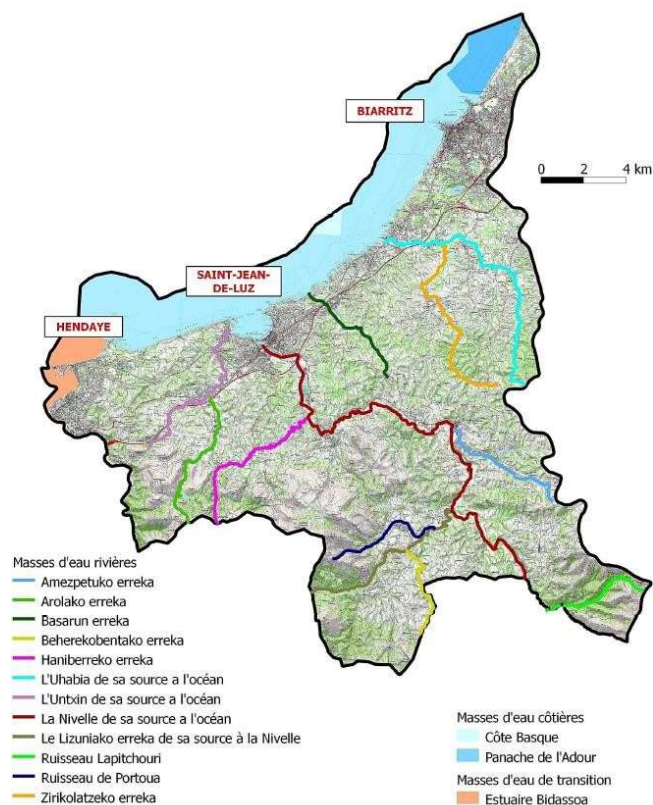 BIARRITZ
0 2 4 km
SAINT-JEAN-
DE-LUZ
HENDAYE
Masses d'eau rivières
Amezpetuko erreka
Arolako erreka
Basarun erreka
Beherekobentako erreka
Haniberreko erreka
L'Uhabia de sa source a l'océan
L'Untxin de sa source a l'océan
La Nivelle de sa source a l'océan
Le Lizuniako erreka de sa source à la Nivelle
Ruisseau Lapitchouri
Ruisseau de Portoua
Zirikolatzeko erreka
Masses d'eau côtières
Côte Basque
Panache de l'Adour
Masses d'eau de transition
Estuaire Bidassoa